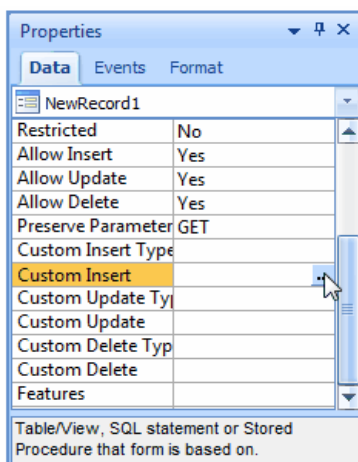 Properties
Data Events Format
NewRecord1
Restricted No
Allow Insert Yes
Allow Update Yes
Allow Delete Yes
Preserve Parameter GET
Custom Insert Type
Custom Insert ...
Custom Update Ty
Custom Update
Custom Delete Typ
Custom Delete
Features
Table/View, SQL statement or Stored
Procedure that form is based on.